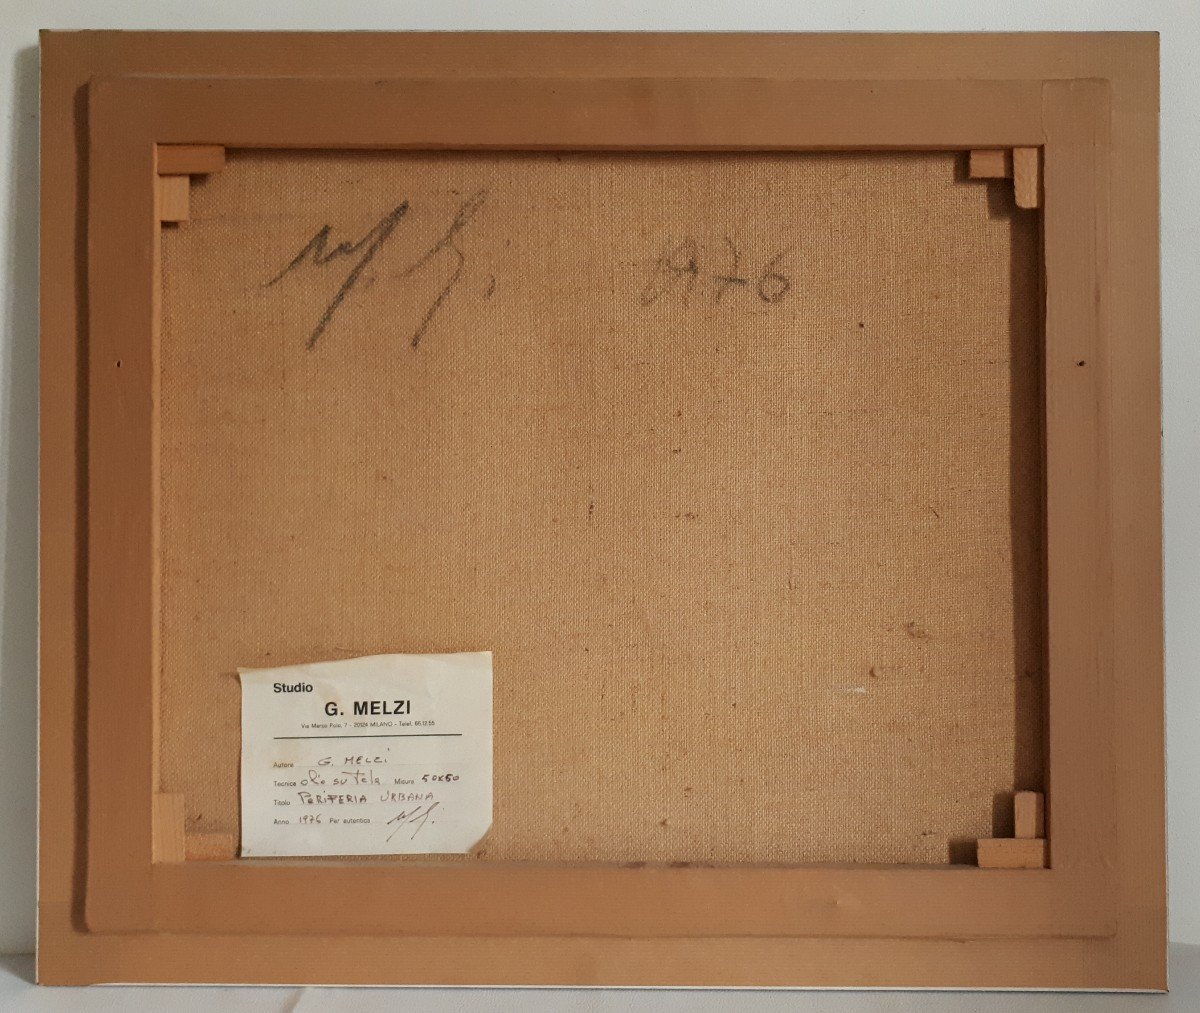 1976
Studio
G. MELZI
Via Marco Polo, 7 - 20124 MILANO - Telef. 66.12.55
Autore G. MELZI
Tecnica olio su tela Misura 50x60
Titolo PERIFERIA URBANA
Anno 1976 Per autentica